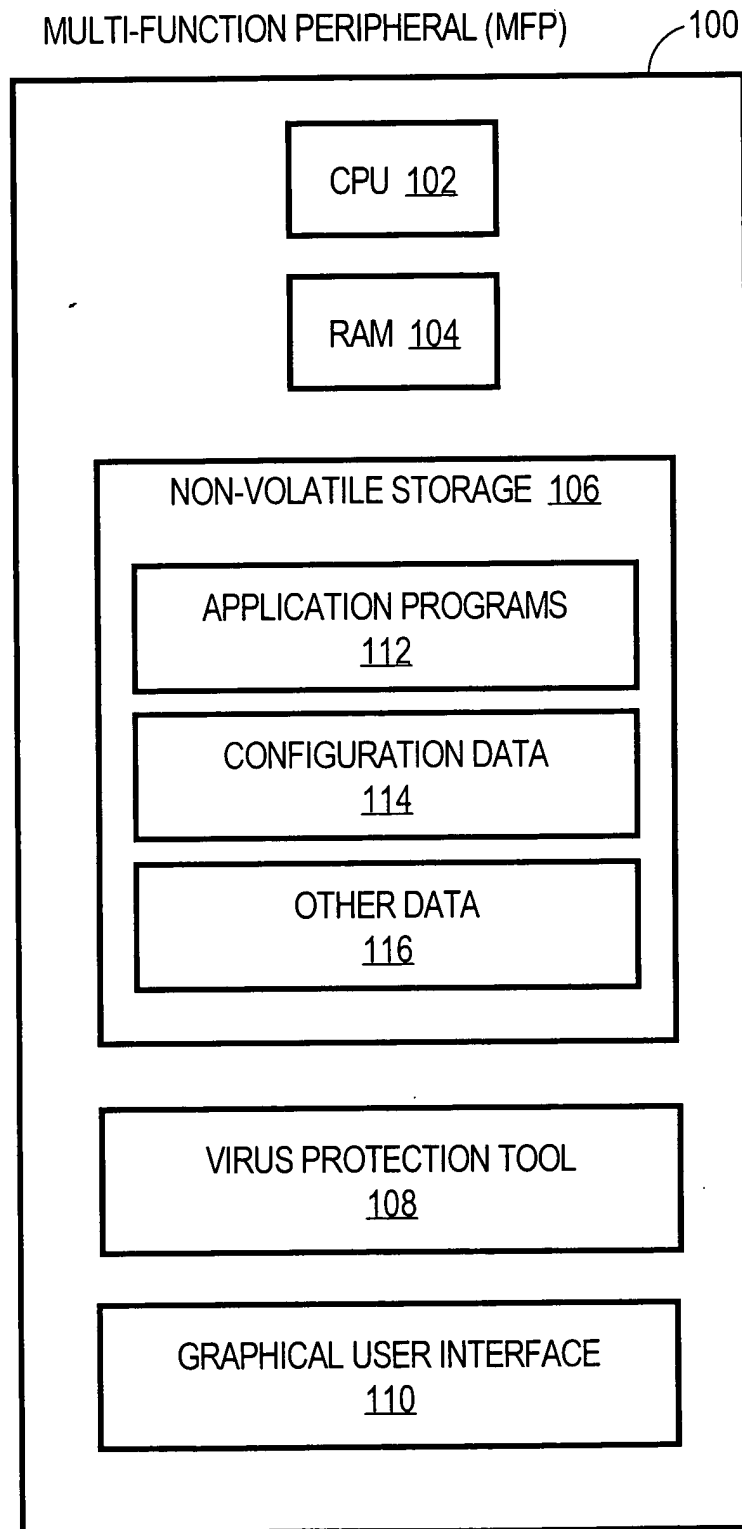 MULTI-FUNCTION PERIPHERAL (MFP)
100
CPU 102
RAM 104
NON-VOLATILE STORAGE 106
APPLICATION PROGRAMS
112
CONFIGURATION DATA
114
OTHER DATA
116
VIRUS PROTECTION TOOL
108
GRAPHICAL USER INTERFACE
110